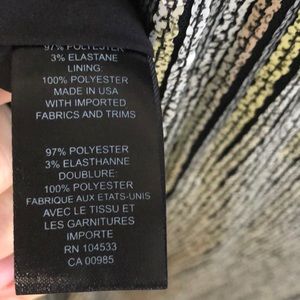 97% POLYESTER
3% ELASTANE
LINING:
100% POLYESTER
MADE IN USA
WITH IMPORTED
FABRICS AND TRIMS
97% POLYESTER
3% ELASTHANNE
DOUBLURE:
100% POLYESTER
FABRIQUE AUX ETATS-UNIS
AVEC LE TISSU ET
LES GARNITURES
IMPORTE
RN 104533
CA 00985